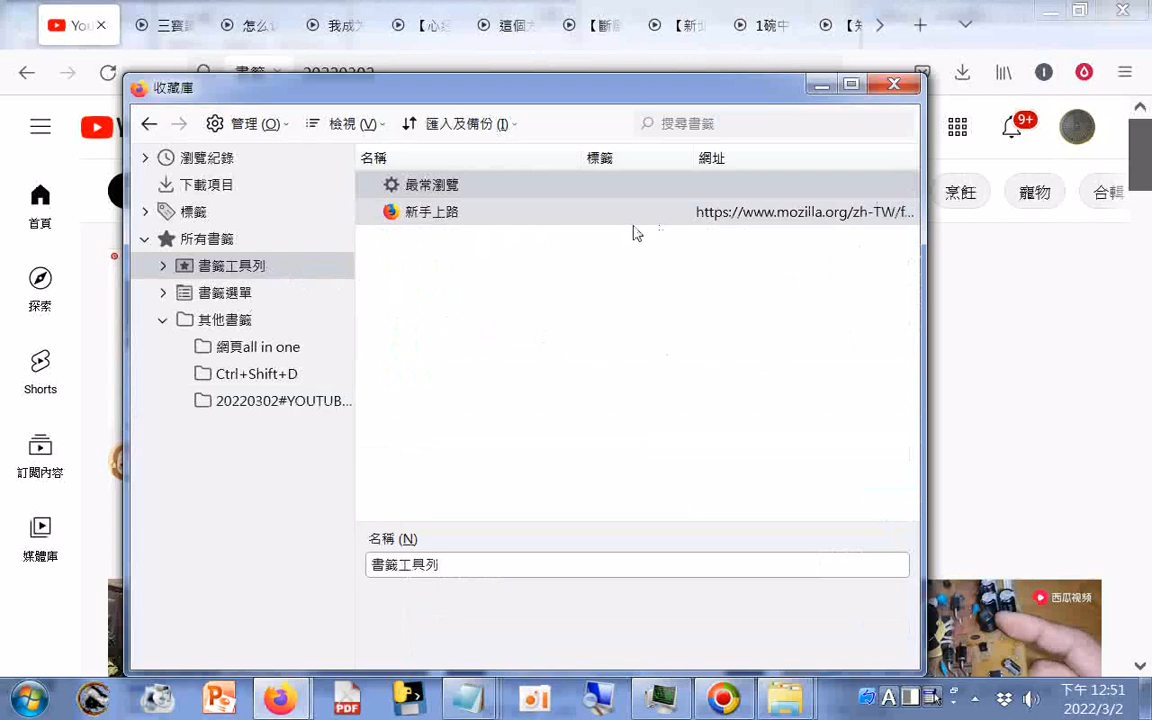 You
三寶
怎么
我成
【心
這個
【斷
【新
1碗中
【知
收藏庫
管理 (O)
檢視 (V)
匯入及備份 (I)
搜尋書籤
9+
瀏覽紀錄
下載項目
標籤
所有書籤
書籤工具列
書籤選單
其他書籤
網頁all in one
Ctrl+Shift+D
20220302#YOUTUB...
名稱
標籤
網址
最常瀏覽
新手上路
https://www.mozilla.org/zh-TW/f...
名稱 (N)
書籤工具列
首頁
探索
Shorts
訂閱內容
媒體庫
烹飪
寵物
合輯
西瓜视频
PDF
A
下午 12:51
2022/3/2